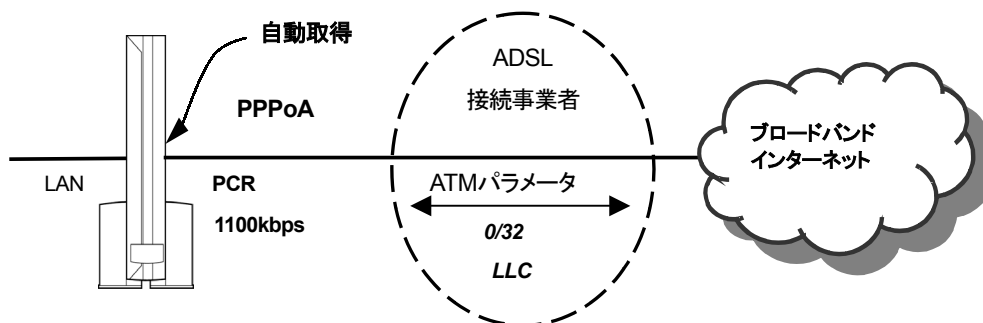 自動取得
PPPoA
LAN
PCR
1100kbps
ADSL
接続事業者
ATMパラメータ
0/32
LLC
ブロードバンド
インターネット